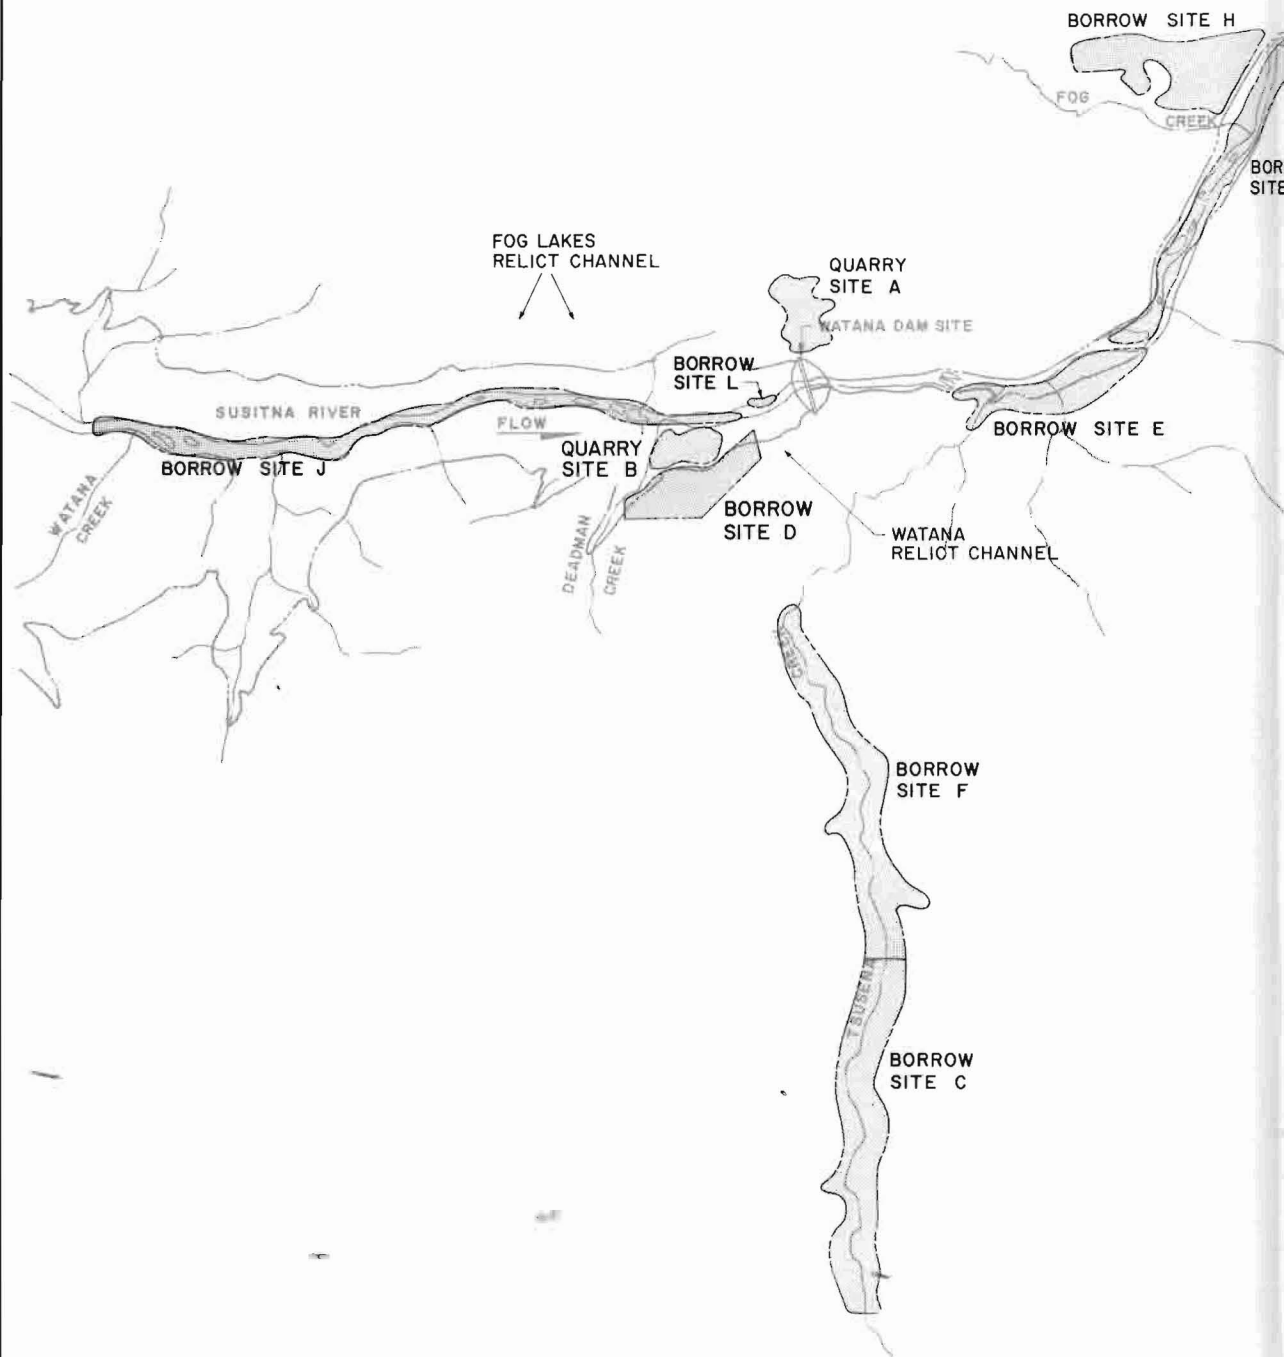 BORROW SITE H
FOG
CREEK
BOR
SITE
FOG LAKES
RELICT CHANNEL
QUARRY
SITE A
WATANA DAM SITE
BORROW
SITE L
SUSITNA RIVER
FLOW
BORROW SITE E
QUARRY
SITE B
BORROW SITE J
WATANA
CREEK
BORROW
SITE D
DEADMAN
CREEK
WATANA
RELICT CHANNEL
CREEK
BORROW
SITE F
TSUSENA
BORROW
SITE C